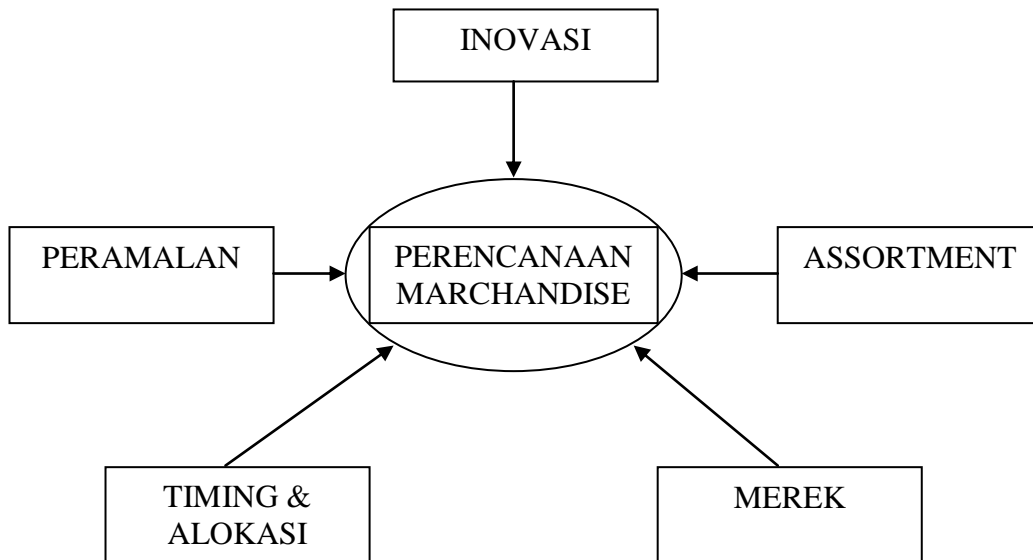 INOVASI
PERAMALAN
PERENCANAAN
MARCHANDISE
ASSORTMENT
TIMING &
ALOKASI
MEREK